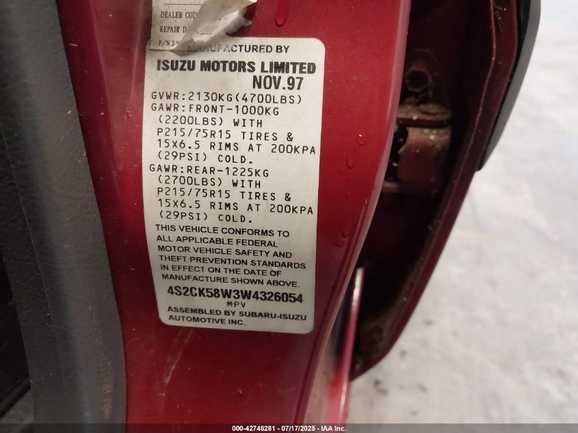 DEALER CO
REPAIR D
P/N
MANUFACTURED BY
ISUZU MOTORS LIMITED
NOV.97
GVWR:2130KG(4700LBS)
GAWR:FRONT-1000KG
(2200LBS) WITH
P215/75R15 TIRES &
15X6.5 RIMS AT 200KPA
(29PSI) COLD.
GAWR:REAR-1225KG
(2700LBS) WITH
P215/75R15 TIRES &
15X6.5 RIMS AT 200KPA
(29PSI) COLD.
THIS VEHICLE CONFORMS TO
ALL APPLICABLE FEDERAL
MOTOR VEHICLE SAFETY AND
THEFT PREVENTION STANDARDS
IN EFFECT ON THE DATE OF
MANUFACTURE SHOWN ABOVE.
4S2CK58W3W4326054
MPV
ASSEMBLED BY SUBARU-ISUZU
AUTOMOTIVE INC.
000-42748281 - 07/17/2025 - IAA Inc.